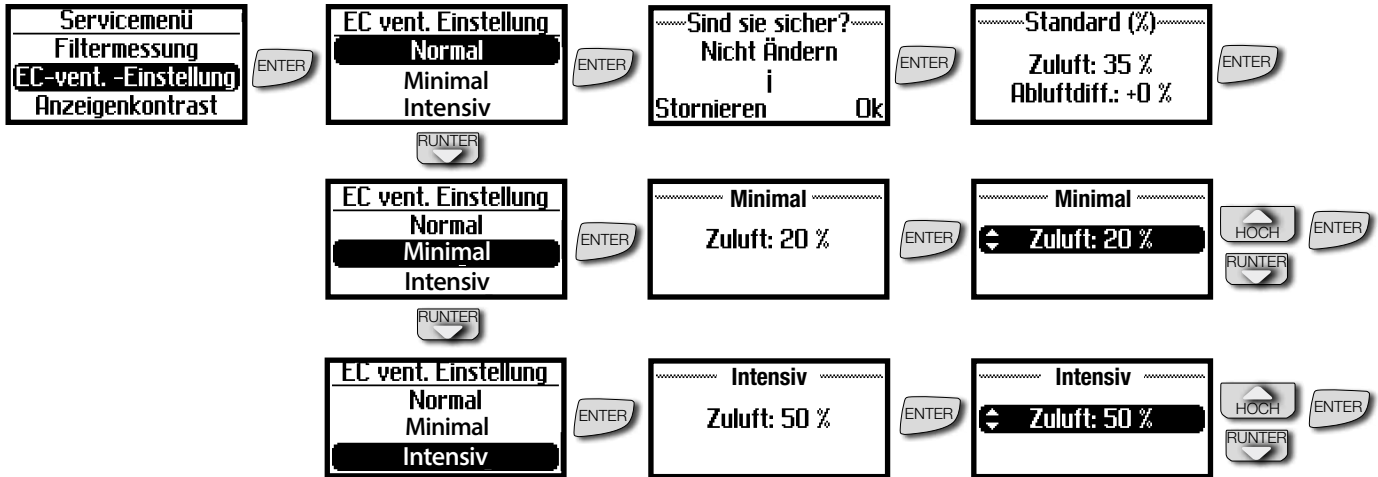 Servicemenü
Filtermessung
EC-vent. -Einstellung
Anzeigenkontrast
ENTER
EC vent. Einstellung
Normal
Minimal
Intensiv
ENTER
Sind sie sicher?
Nicht Ändern
i
Stornieren Ok
ENTER
Standard (%)
Zuluft: 35 %
Abluftdiff.: +0 %
ENTER
RUNTER
EC vent. Einstellung
Normal
Minimal
Intensiv
ENTER
Minimal
Zuluft: 20 %
ENTER
Minimal
Zuluft: 20 %
HOCH
RUNTER
ENTER
RUNTER
EC vent. Einstellung
Normal
Minimal
Intensiv
ENTER
Intensiv
Zuluft: 50 %
ENTER
Intensiv
Zuluft: 50 %
HOCH
RUNTER
ENTER